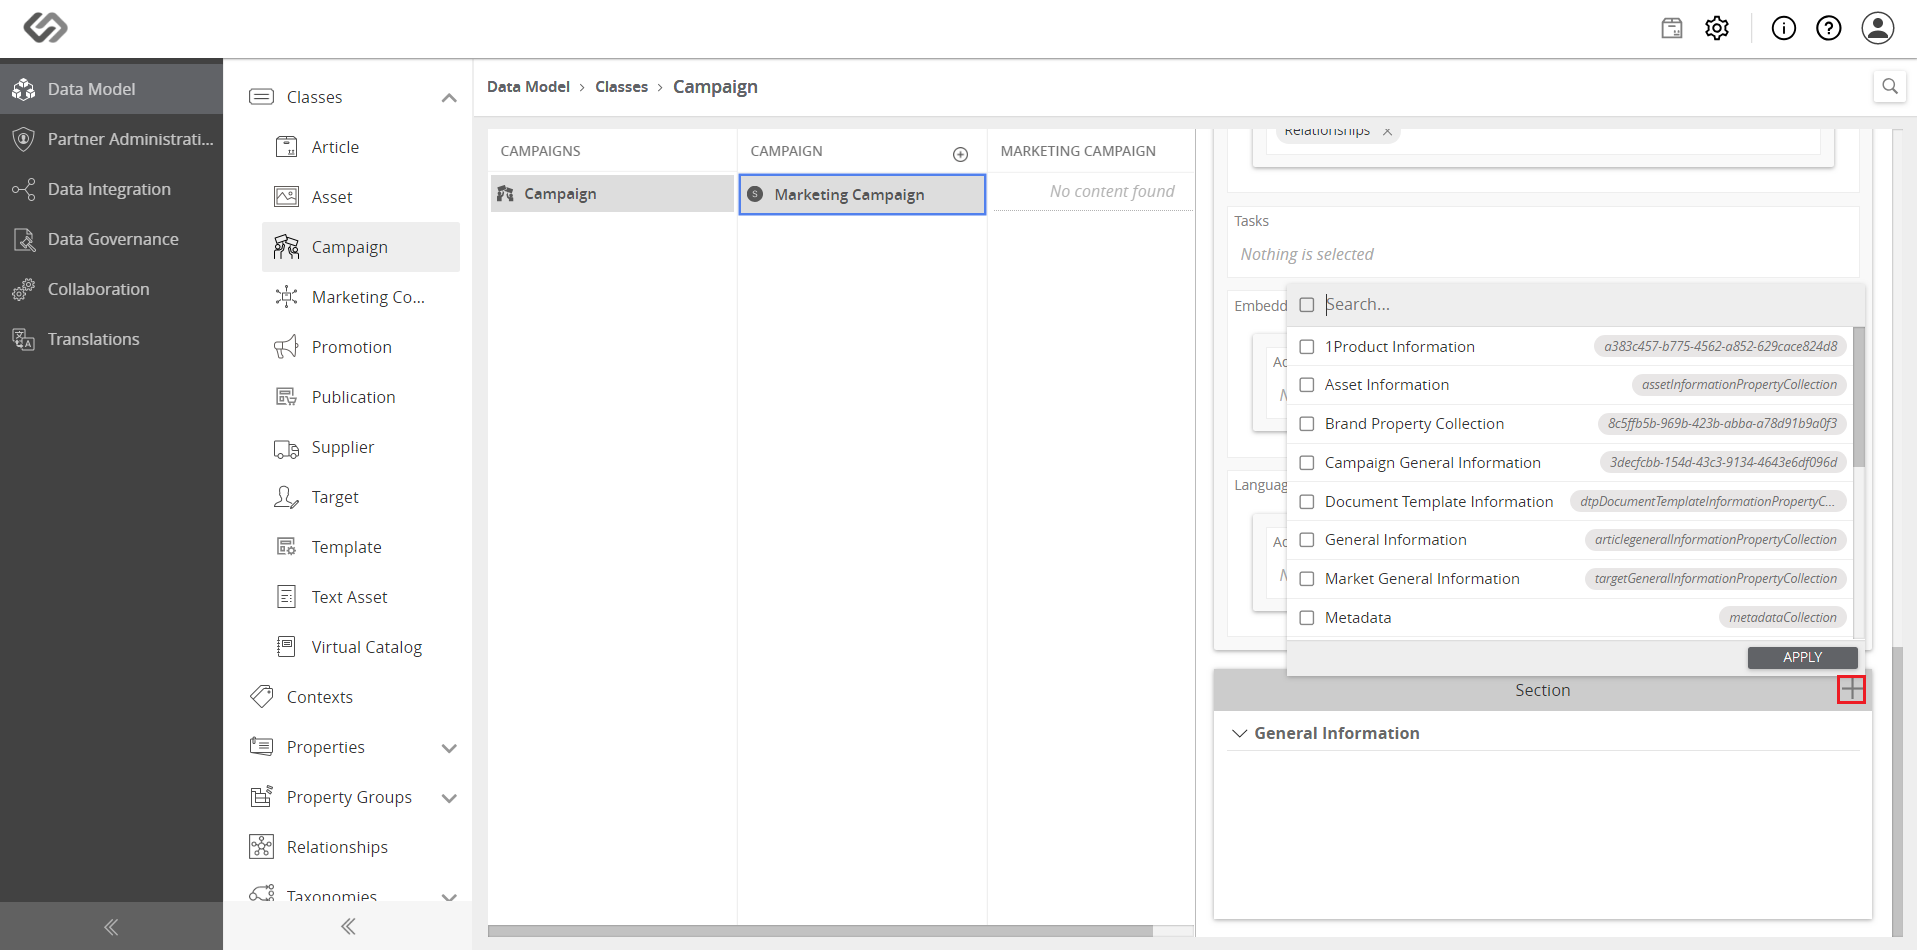 Data Model
Partner Administrati...
Data Integration
Data Governance
Collaboration
Translations
Classes
Article
Asset
Campaign
Marketing Co...
Promotion
Publication
Supplier
Target
Template
Text Asset
Virtual Catalog
Contexts
Properties
Property Groups
Relationships
Taxonomies
Data Model › Classes › Campaign
CAMPAIGNS
Campaign
CAMPAIGN
S Marketing Campaign
MARKETING CAMPAIGN
No content found
Relationships
Tasks
Nothing is selected
Embedd
Ac
N
Languag
Ac
N
Search...
1Product Information a383c457-b775-4562-a852-629cace824d8
Asset Information assetInformationPropertyCollection
Brand Property Collection 8c5ffb5b-969b-423b-abba-a78d91b9a0f3
Campaign General Information 3decfcbb-154d-43c3-9134-4643e6df096d
Document Template Information dtpDocumentTemplateInformationPropertyC...
General Information articlegeneralInformationPropertyCollection
Market General Information targetGeneralInformationPropertyCollection
Metadata metadataCollection
APPLY
Section
General Information